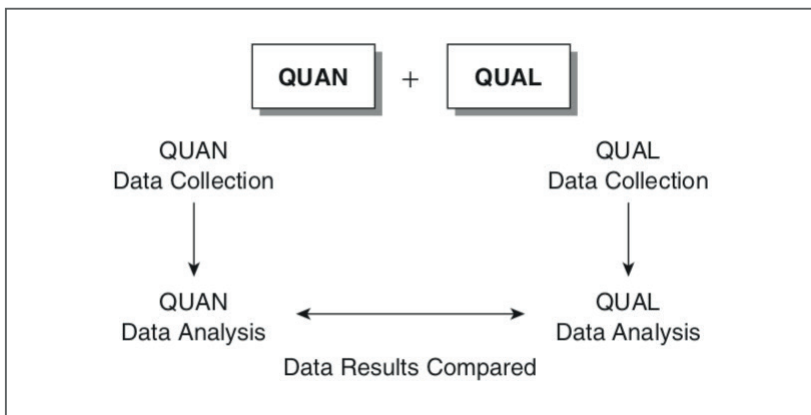 QUAN + QUAL
QUAN
Data Collection
QUAL
Data Collection
QUAN
Data Analysis
QUAL
Data Analysis
Data Results Compared